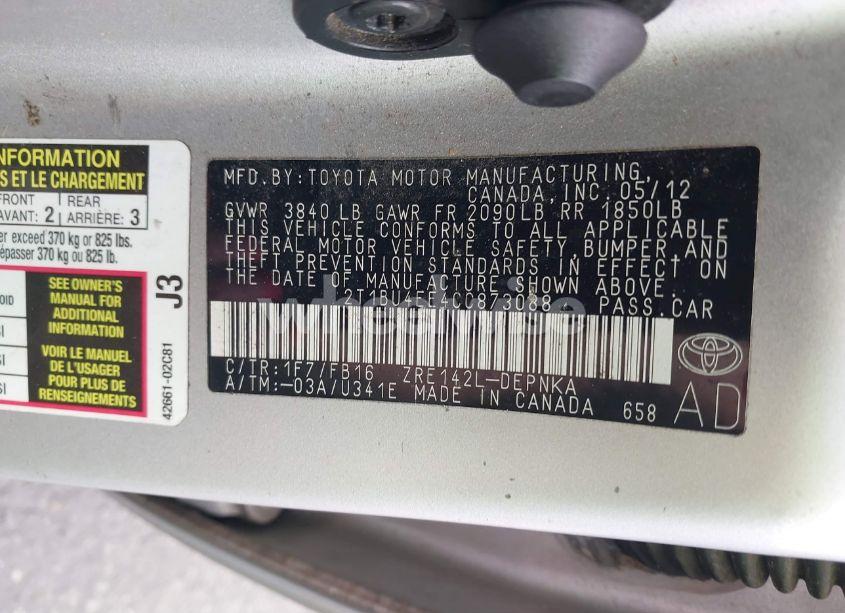 INFORMATION
S ET LE CHARGEMENT
FRONT
AVANT: 2
REAR
ARRIÈRE: 3
er exceed 370 kg or 825 lbs.
dépasser 370 kg ou 825 lb.
SEE OWNER'S
MANUAL FOR
ADDITIONAL
INFORMATION
VOIR LE MANUEL
DE L'USAGER
POUR PLUS DE
RENSEIGNEMENTS
J3
42661-02C81
MFD.BY:TOYOTA MOTOR MANUFACTURING,
CANADA,INC. 05/12
GVWR 3840 LB GAWR FR 2090LB RR 1850LB
THIS VEHICLE CONFORMS TO ALL APPLICABLE
FEDERAL MOTOR VEHICLE SAFETY, BUMPER, AND
THEFT PREVENTION STANDARDS IN EFFECT ON
THE DATE OF MANUFACTURE SHOWN ABOVE.
PASS.CAR
wheelwise
C/TR:1F7/FB16 ZRE142L-DEPNKA
A/TM:-03A/U341E MADE IN CANADA 658
AD